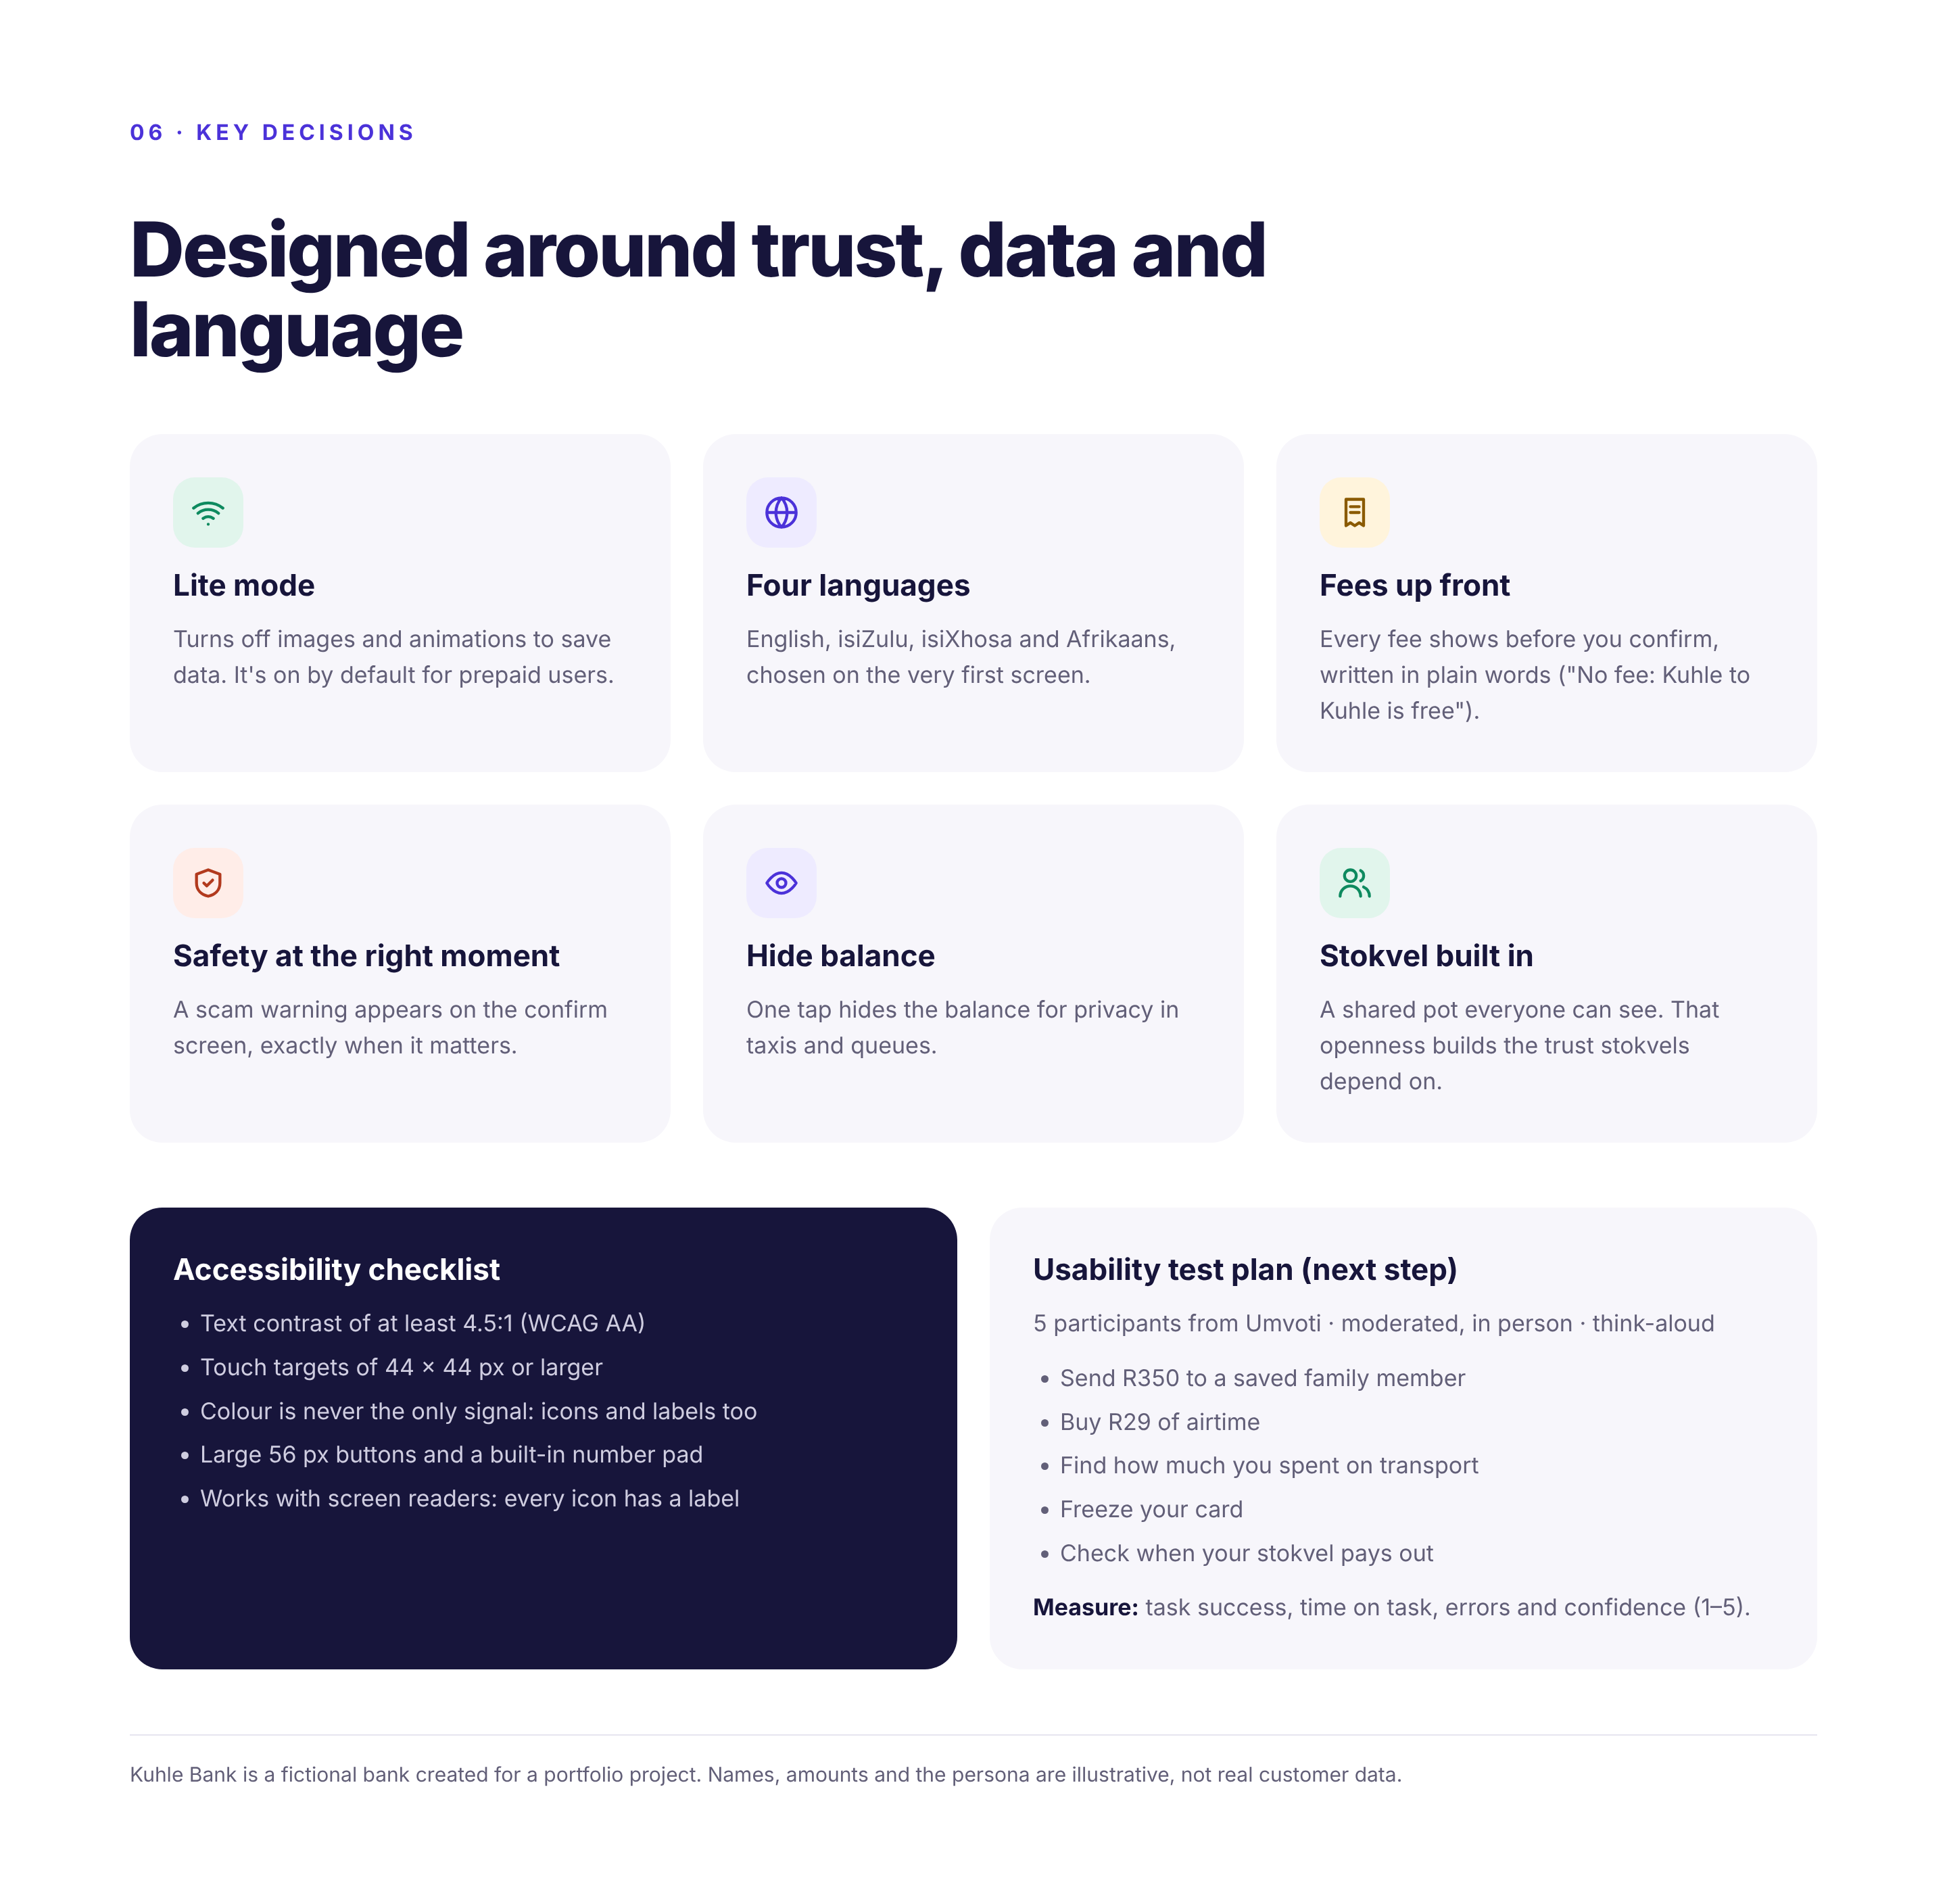 06 · KEY DECISIONS
Designed around trust, data and
language
Lite mode
Turns off images and animations to save
data. It's on by default for prepaid users.
Four languages
English, isiZulu, isiXhosa and Afrikaans,
chosen on the very first screen.
Fees up front
Every fee shows before you confirm,
written in plain words ("No fee: Kuhle to
Kuhle is free").
Safety at the right moment
A scam warning appears on the confirm
screen, exactly when it matters.
Hide balance
One tap hides the balance for privacy in
taxis and queues.
Stokvel built in
A shared pot everyone can see. That
openness builds the trust stokvels
depend on.
Accessibility checklist
• Text contrast of at least 4.5:1 (WCAG AA)
• Touch targets of 44 × 44 px or larger
• Colour is never the only signal: icons and labels too
• Large 56 px buttons and a built-in number pad
• Works with screen readers: every icon has a label
Usability test plan (next step)
5 participants from Umvoti · moderated, in person · think-aloud
• Send R350 to a saved family member
• Buy R29 of airtime
• Find how much you spent on transport
• Freeze your card
• Check when your stokvel pays out
Measure: task success, time on task, errors and confidence (1–5).
Kuhle Bank is a fictional bank created for a portfolio project. Names, amounts and the persona are illustrative, not real customer data.